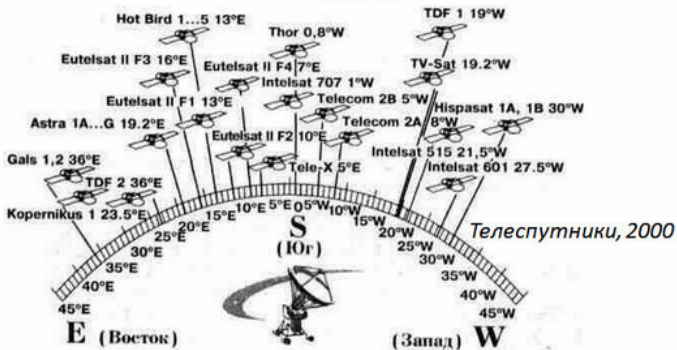 Hot Bird 1...5 13°E
TDF 1 19°W
Thor 0,8°W
Eutelsat II F3 16°E
Eutelsat II F4 7°E
TV-Sat 19.2°W
Intelsat 707 1°W
Eutelsat II F1 13°E
Telecom 2B 5°W
Hispasat 1A, 1B 30°W
Astra 1A...G 19.2°E
Telecom 2A 8°W
Eutelsat II F2 10°E
Intelsat 515 21,5°W
Gals 1,2 36°E
Tele-X 5°E
Intelsat 601 27.5°W
TDF 2 36°E
Kopernikus 1 23.5°E
45°E 40°E 35°E 30°E 25°E 20°E 15°E 10°E 5°E 0 5°W 10°W 15°W 20°W 25°W 30°W 35°W 40°W 45°W
S
(Юг)
Телеспутники, 2000
E (Восток)
(Запад) W